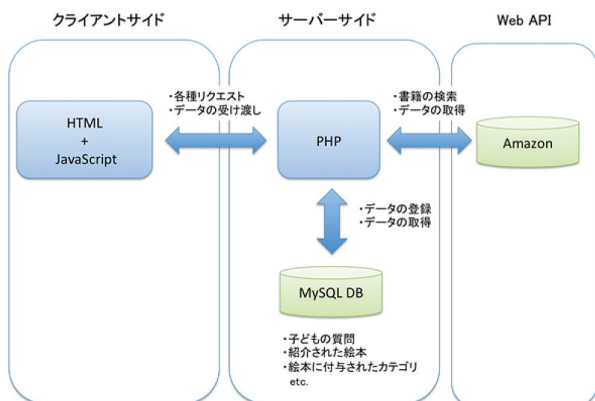 クライアントサイド
サーバーサイド
Web API
・各種リクエスト
・データの受け渡し
・書籍の検索
・データの取得
HTML
+
JavaScript
PHP
Amazon
・データの登録
・データの取得
MySQL DB
・子どもの質問
・紹介された絵本
・絵本に付与されたカテゴリ
etc.